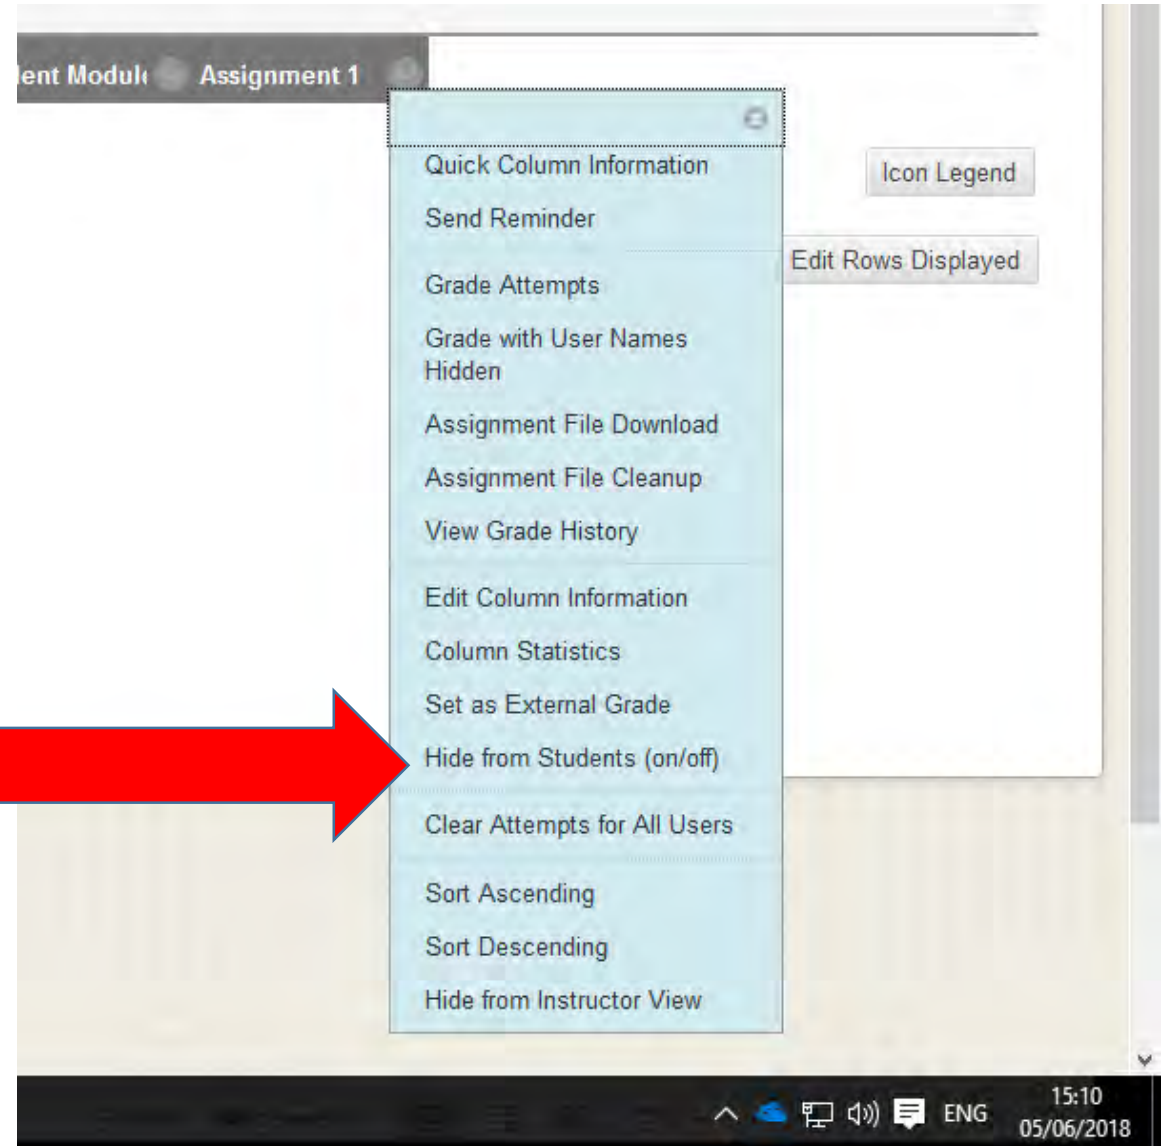 lent Module
Assignment 1
Quick Column Information
Icon Legend
Send Reminder
Edit Rows Displayed
Grade Attempts
Grade with User Names
Hidden
Assignment File Download
Assignment File Cleanup
View Grade History
Edit Column Information
Column Statistics
Set as External Grade
Hide from Students (on/off)
Clear Attempts for All Users
Sort Ascending
Sort Descending
Hide from Instructor View
ENG
15:10
05/06/2018